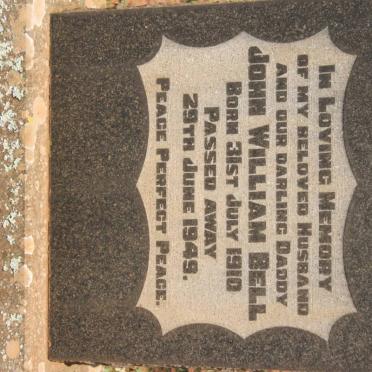 IN LOVING MEMORY
OF MY BELOVED HUSBAND
AND OUR DARLING DADDY
JOHN WILLIAM BELL
BORN 31ST JULY 1910
PASSED AWAY
29TH JUNE 1949.
PEACE PERFECT PEACE.